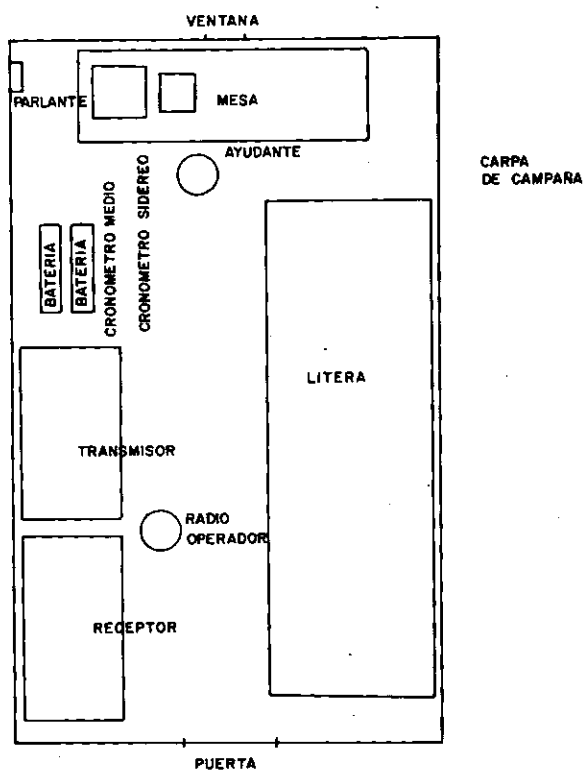 VENTANA
PARLANTE
MESA
AYUDANTE
CARPA
DE CAMPAÑA
BATERIA
BATERIA
CRONOMETRO MEDIO
CRONOMETRO SIDEREO
LITERA
TRANSMISOR
RADIO
OPERADOR
RECEPTOR
PUERTA